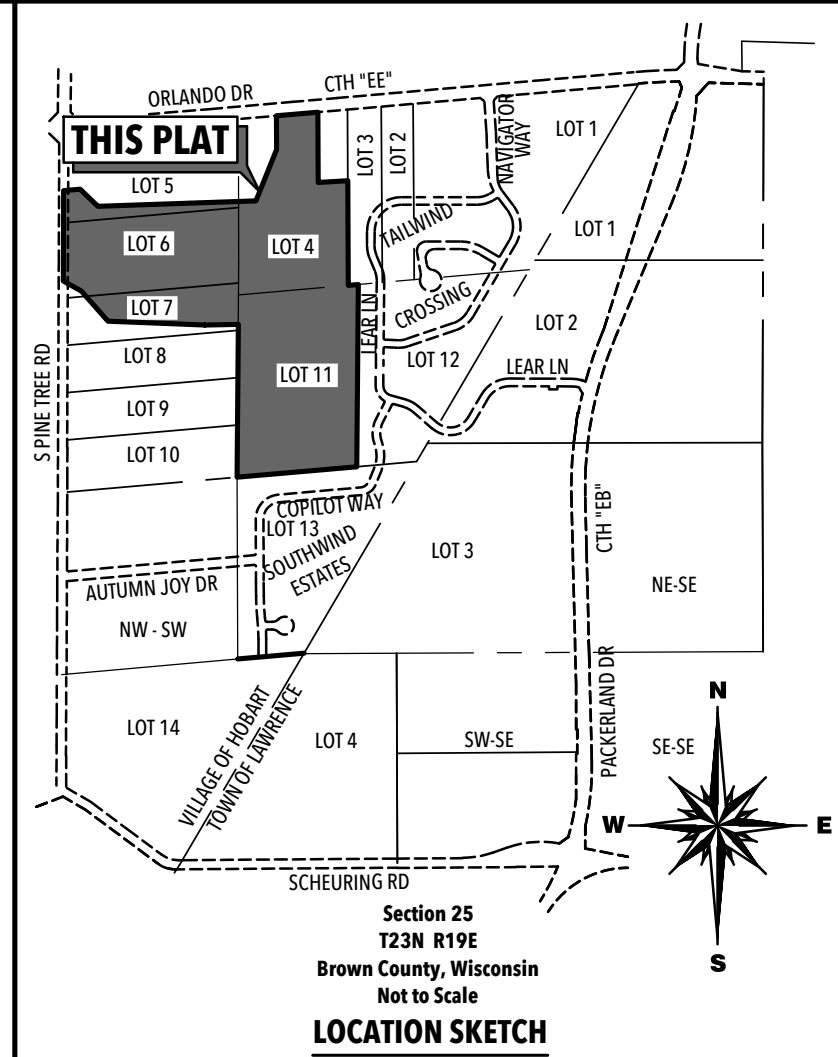 ORLANDO DR
CTH "EE"
THIS PLAT
LOT 5
LOT 3
LOT 2
NAVIGATOR
WAY
LOT 1
LOT 6
LOT 4
TAILWIND
LOT 1
LOT 7
LEAR LN
CROSSING
LOT 2
LOT 8
LOT 12
LEAR LN
LOT 11
S PINE TREE RD
LOT 9
LOT 10
COPILOT WAY
LOT 13
SOUTHWIND
ESTATES
LOT 3
CTH "EB"
AUTUMN JOY DR
NW - SW
NE-SE
LOT 14
VILLAGE OF HOBART
TOWN OF LAWRENCE
LOT 4
SW-SE
PACKERLAND DR
SE-SE
N
W
E
S
SCHEURING RD
Section 25
T23N R19E
Brown County, Wisconsin
Not to Scale
LOCATION SKETCH